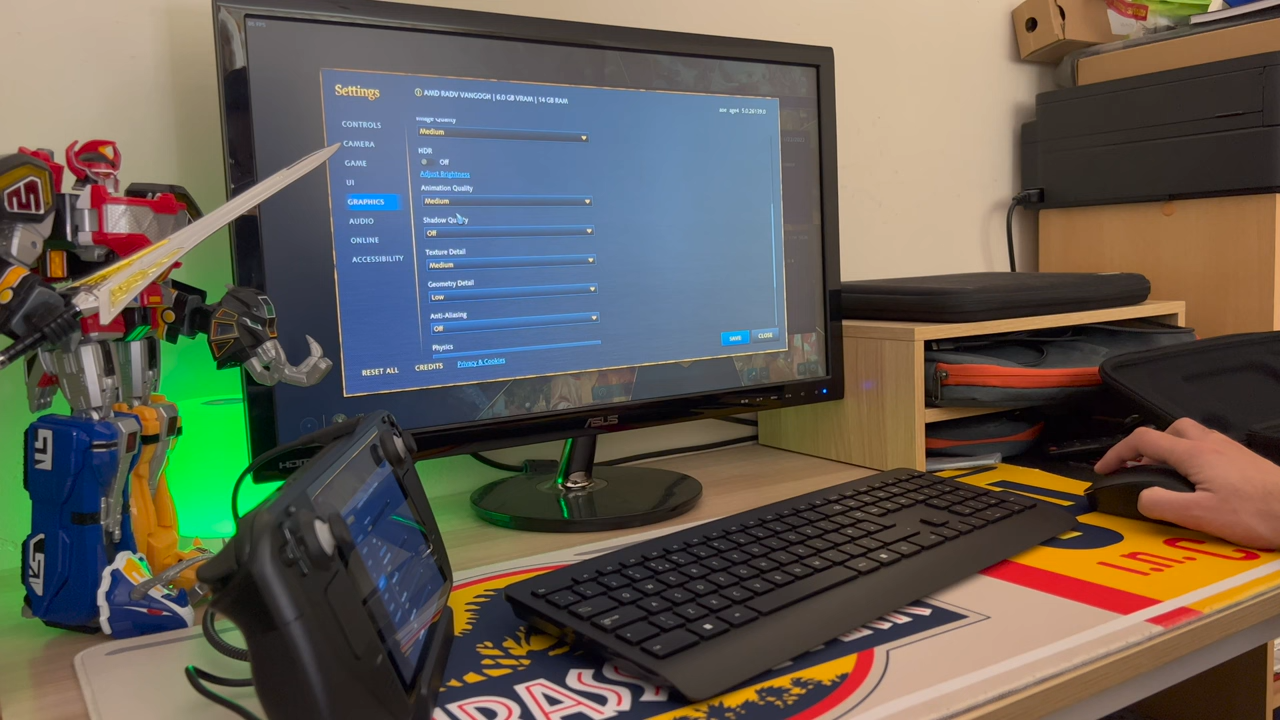 Settings
AMD RADV VANGOGH | 6.0 GB VRAM | 14 GB RAM
CONTROLS
CAMERA
GAME
UI
GRAPHICS
AUDIO
ONLINE
ACCESSIBILITY
Image Quality
Medium
HDR
Off
Adjust Brightness
Animation Quality
Medium
Shadow Quality
Off
Texture Detail
Medium
Geometry Detail
Low
Anti-Aliasing
Off
Physics
RESET ALL
CREDITS
Privacy & Cookies
SAVE
CLOSE
ASUS